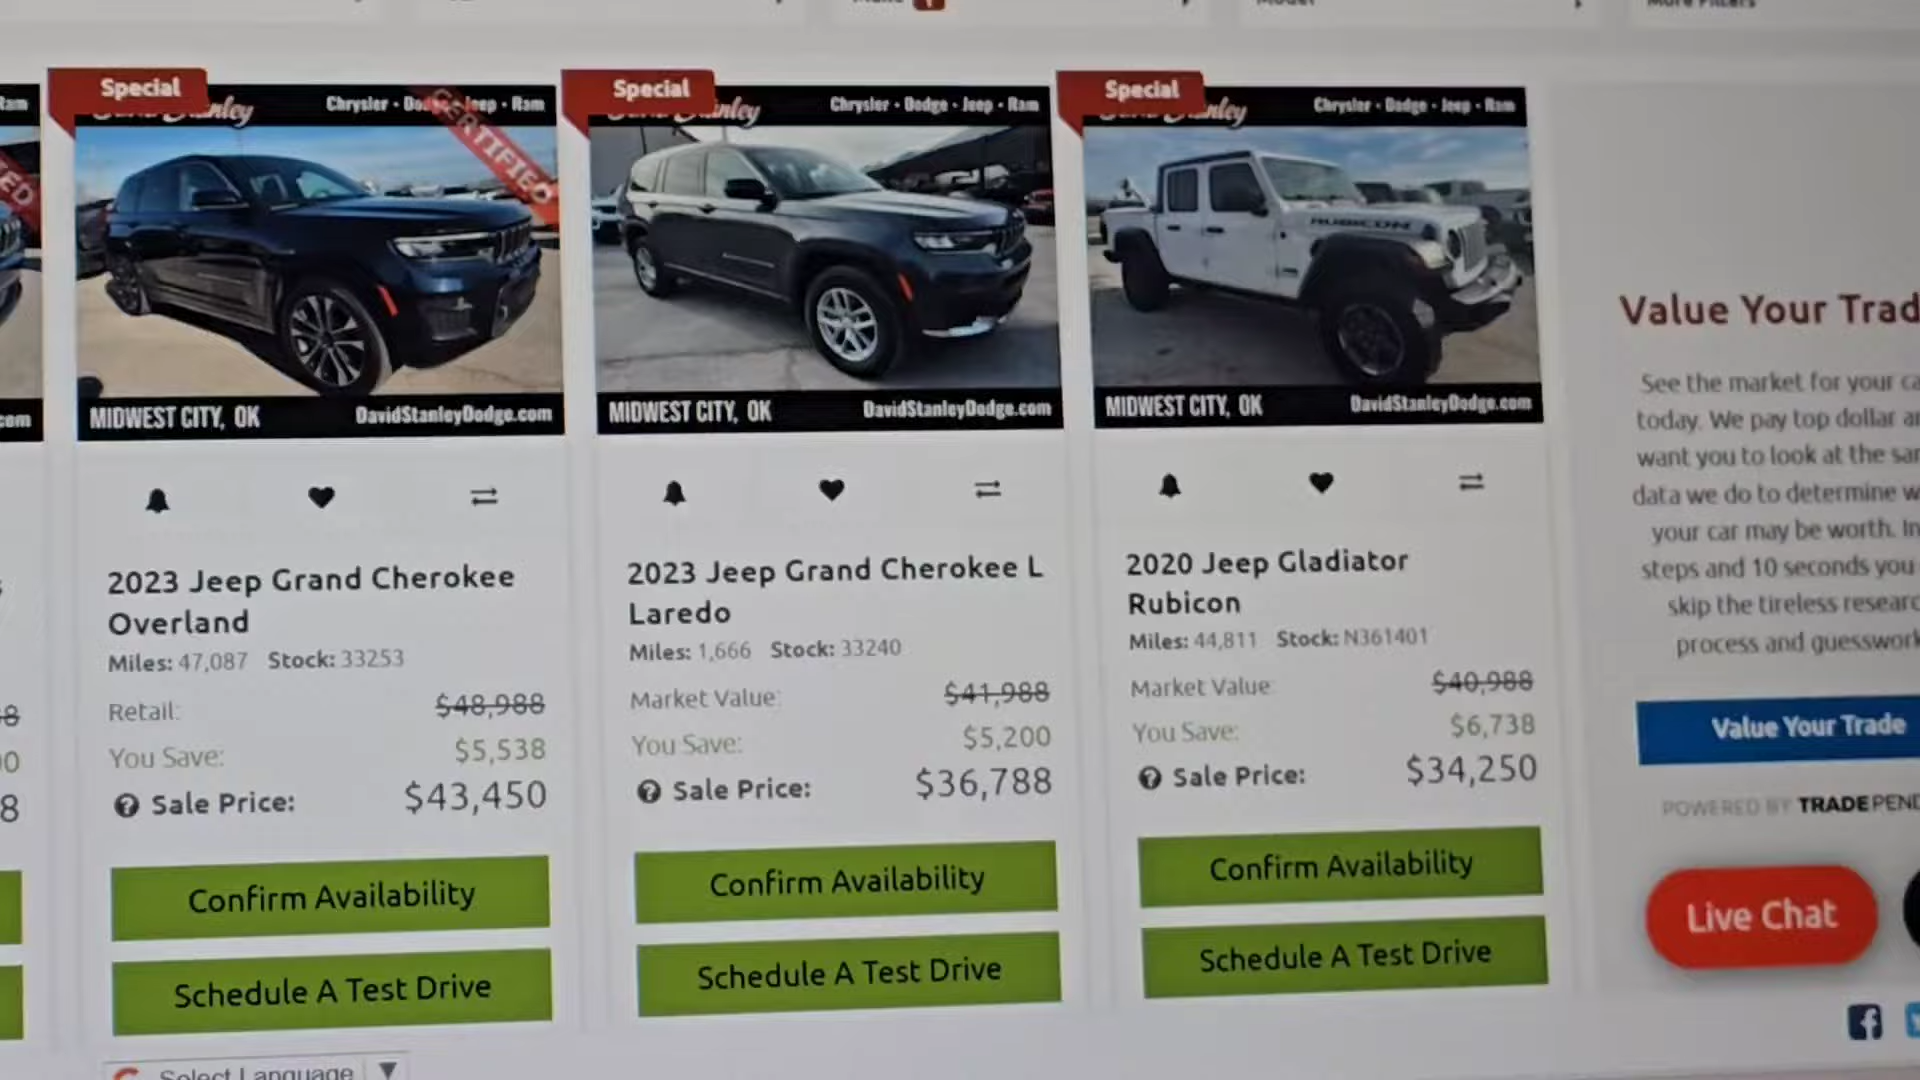 Special
Chrysler • Dodge • Jeep • Ram
CERTIFIED
MIDWEST CITY, OK
DavidStanleyDodge.com
2023 Jeep Grand Cherokee
Overland
Miles: 47,087 Stock: 33253
Retail: $48,988
You Save: $5,538
Sale Price: $43,450
Confirm Availability
Schedule A Test Drive
Select Language
Special
Chrysler • Dodge • Jeep • Ram
MIDWEST CITY, OK
DavidStanleyDodge.com
2023 Jeep Grand Cherokee L
Laredo
Miles: 1,666 Stock: 33240
Market Value: $41,988
You Save: $5,200
Sale Price: $36,788
Confirm Availability
Schedule A Test Drive
Special
Chrysler • Dodge • Jeep • Ram
RUBICON
MIDWEST CITY, OK
DavidStanleyDodge.com
2020 Jeep Gladiator
Rubicon
Miles: 44,811 Stock: N361401
Market Value: $40,988
You Save: $6,738
Sale Price: $34,250
Confirm Availability
Schedule A Test Drive
Value Your Trad
See the market for your ca
today. We pay top dollar a
want you to look at the sa
data we do to determine w
your car may be worth. In
steps and 10 seconds you
skip the tireless researc
process and guesswork
Value Your Trade
POWERED BY TRADEPEND
Live Chat